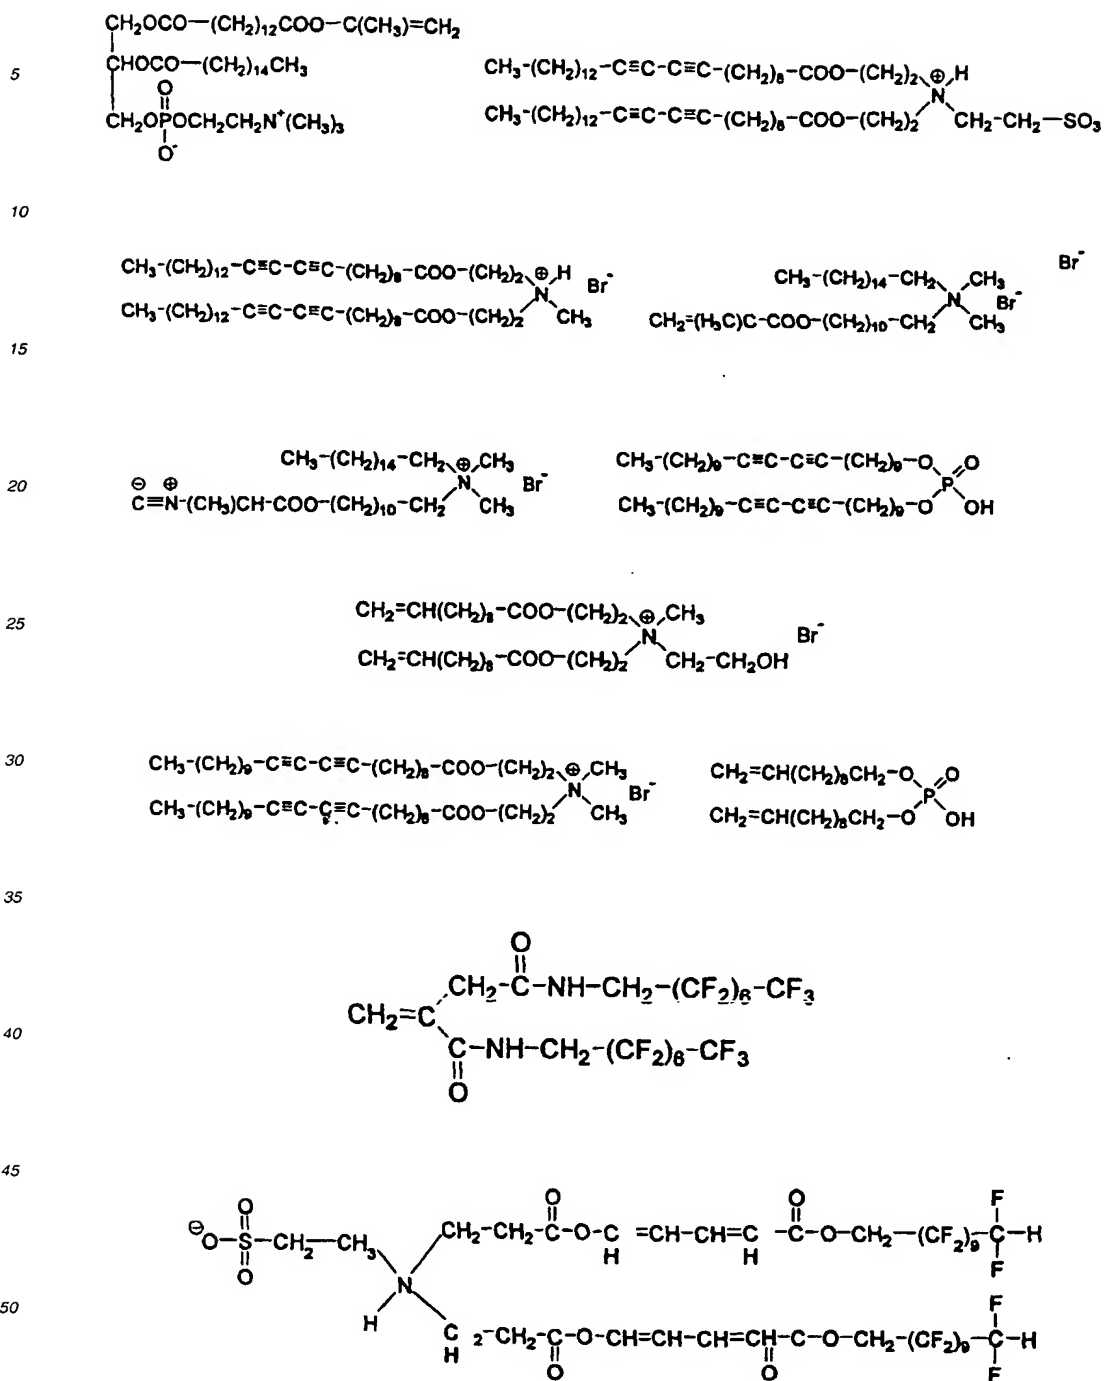 CH₂OCO—(CH₂)₁₂COO—C(CH₃)=CH₂
5
CHOCO—(CH₂)₁₄CH₃
O
CH₂OPOCH₂CH₂N⁺(CH₃)₃
O⁻
CH₃-(CH₂)₁₂-C≡C-C≡C-(CH₂)₈-COO-(CH₂)₂ ⊕ H
N
CH₃-(CH₂)₁₂-C≡C-C≡C-(CH₂)₈-COO-(CH₂)₂ CH₂-CH₂—SO₃
10
Br⁻
CH₃-(CH₂)₁₂-C≡C-C≡C-(CH₂)₈-COO-(CH₂)₂ ⊕ H
N Br⁻
CH₃-(CH₂)₁₂-C≡C-C≡C-(CH₂)₈-COO-(CH₂)₂ CH₃
CH₃-(CH₂)₁₄-CH₂ CH₃
N Br⁻
CH₂=(H₃C)C-COO-(CH₂)₁₀-CH₂ CH₃
15
CH₃-(CH₂)₁₄-CH₂ ⊕ CH₃
20
⊖ ⊕ N Br⁻
C≡N-(CH₃)CH-COO-(CH₂)₁₀-CH₂ CH₃
CH₃-(CH₂)₉-C≡C-C≡C-(CH₂)₉-O O
P
CH₃-(CH₂)₉-C≡C-C≡C-(CH₂)₉-O OH
CH₂=CH(CH₂)₈-COO-(CH₂)₂ ⊕ CH₃
25
N Br⁻
CH₂=CH(CH₂)₈-COO-(CH₂)₂ CH₂-CH₂OH
30
CH₃-(CH₂)₉-C≡C-C≡C-(CH₂)₈-COO-(CH₂)₂ ⊕ CH₃
N Br⁻
CH₃-(CH₂)₉-C≡C-C≡C-(CH₂)₈-COO-(CH₂)₂ CH₃
CH₂=CH(CH₂)₈CH₂-O O
P
CH₂=CH(CH₂)₈CH₂-O OH
35
O
CH₂-C-NH-CH₂-(CF₂)₆-CF₃
CH₂=C
40
C-NH-CH₂-(CF₂)₆-CF₃
O
45
O O O F
⊖O-S-CH₂-CH₂ CH₂-CH₂-C-O-C=CH-CH=C-C-O-CH₂-(CF₂)₉-C-H
O H H F
N
50
H F
C₂-CH₂-C-O-CH=CH-CH=CH-C-O-CH₂-(CF₂)₉-C-H
H O O F